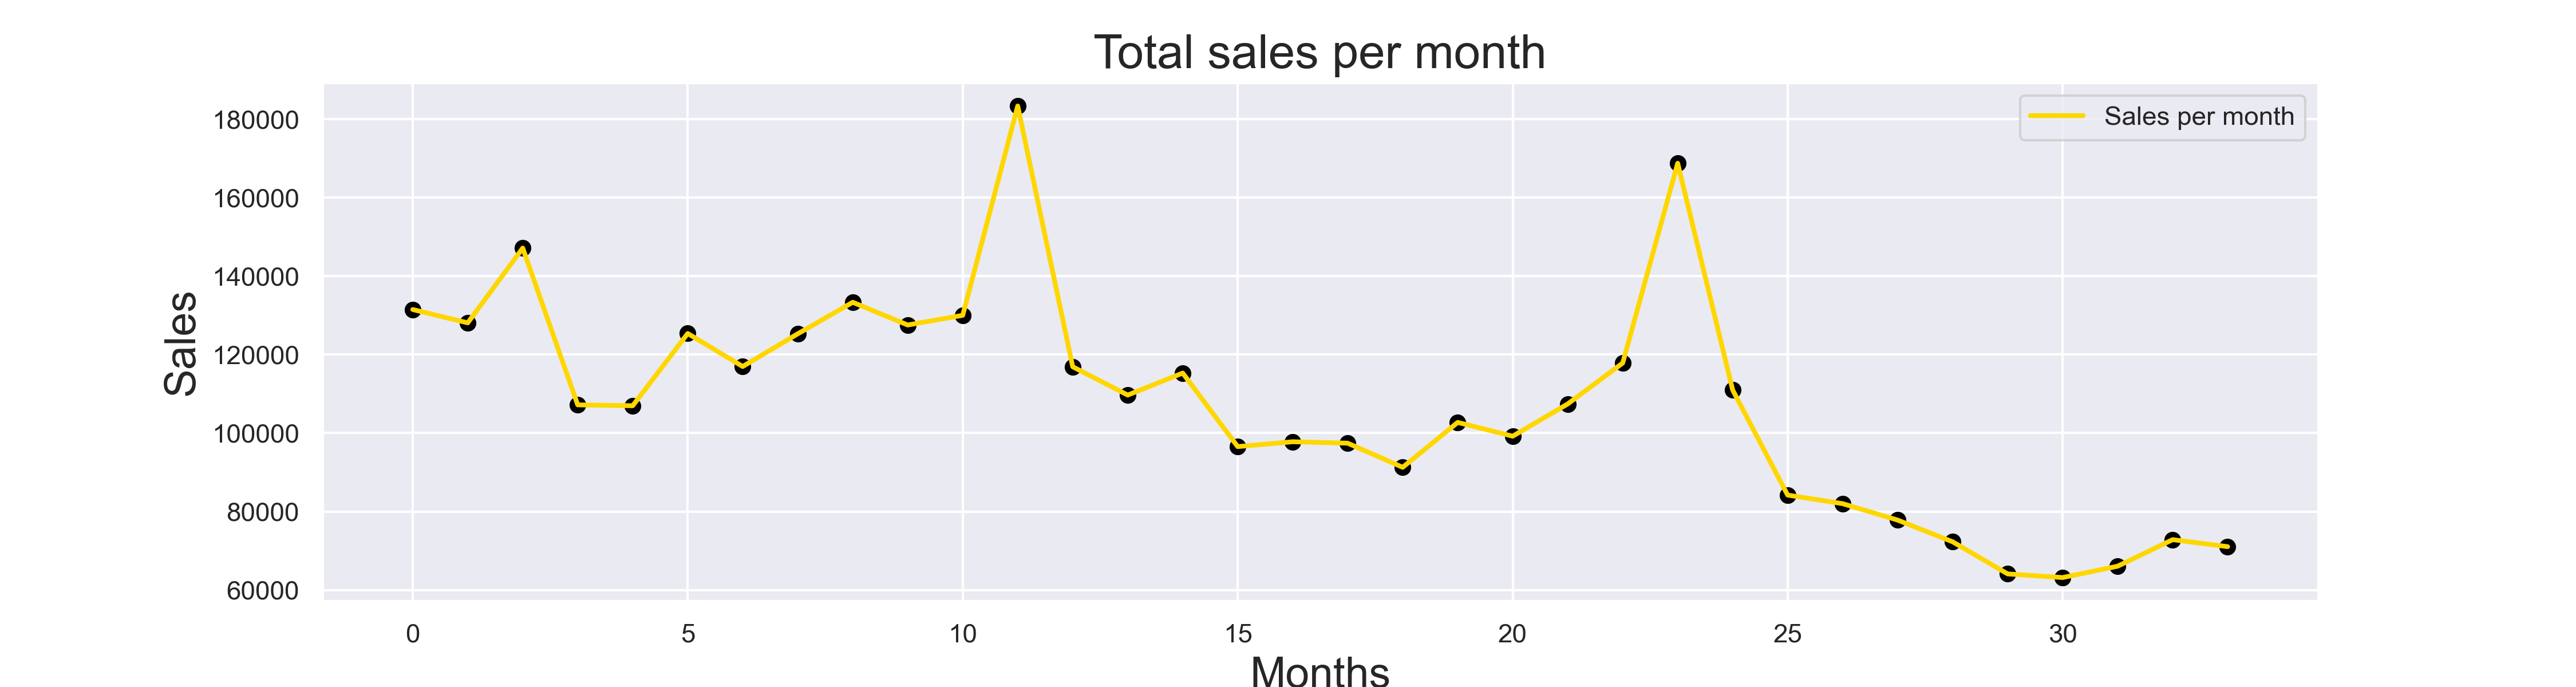 Total sales per month
Sales per month
Sales
180000
160000
140000
120000
100000
80000
60000
0 5 10 15 20 25 30
Months